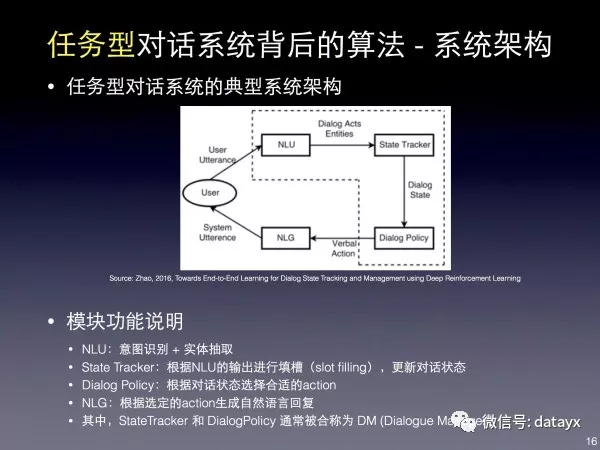 任务型对话系统背后的算法 - 系统架构
• 任务型对话系统的典型系统架构
Dialog Acts
Entities
User
Utterance
NLU
State Tracker
User
Dialog
State
System
Utterence
NLG
Verbal
Action
Dialog Policy
Source: Zhao, 2016, Towards End-to-End Learning for Dialog State Tracking and Management using Deep Reinforcement Learning
• 模块功能说明
• NLU：意图识别 + 实体抽取
• State Tracker：根据NLU的输出进行填槽（slot filling），更新对话状态
• Dialog Policy：根据对话状态选择合适的action
• NLG：根据选定的action生成自然语言回复
• 其中，StateTracker 和 DialogPolicy 通常被合称为 DM (Dialogue
微信号: datayx
16